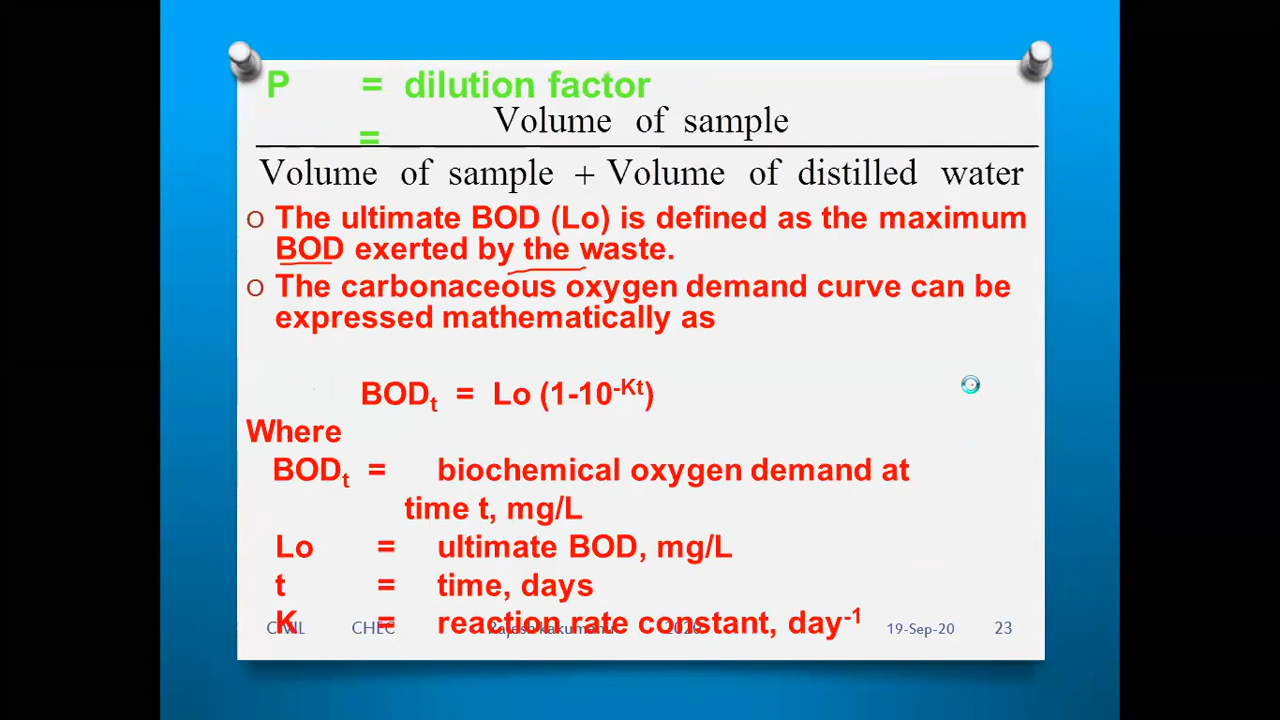 P = dilution factor
= Volume of sample
Volume of sample + Volume of distilled water
O The ultimate BOD (Lo) is defined as the maximum
BOD exerted by the waste.
O The carbonaceous oxygen demand curve can be
expressed mathematically as
BODt = Lo (1-10-Kt)
Where
BODt = biochemical oxygen demand at
time t, mg/L
Lo = ultimate BOD, mg/L
t = time, days
K = reaction rate constant, day-1
CIVIL CHEC 2020 19-Sep-20 23